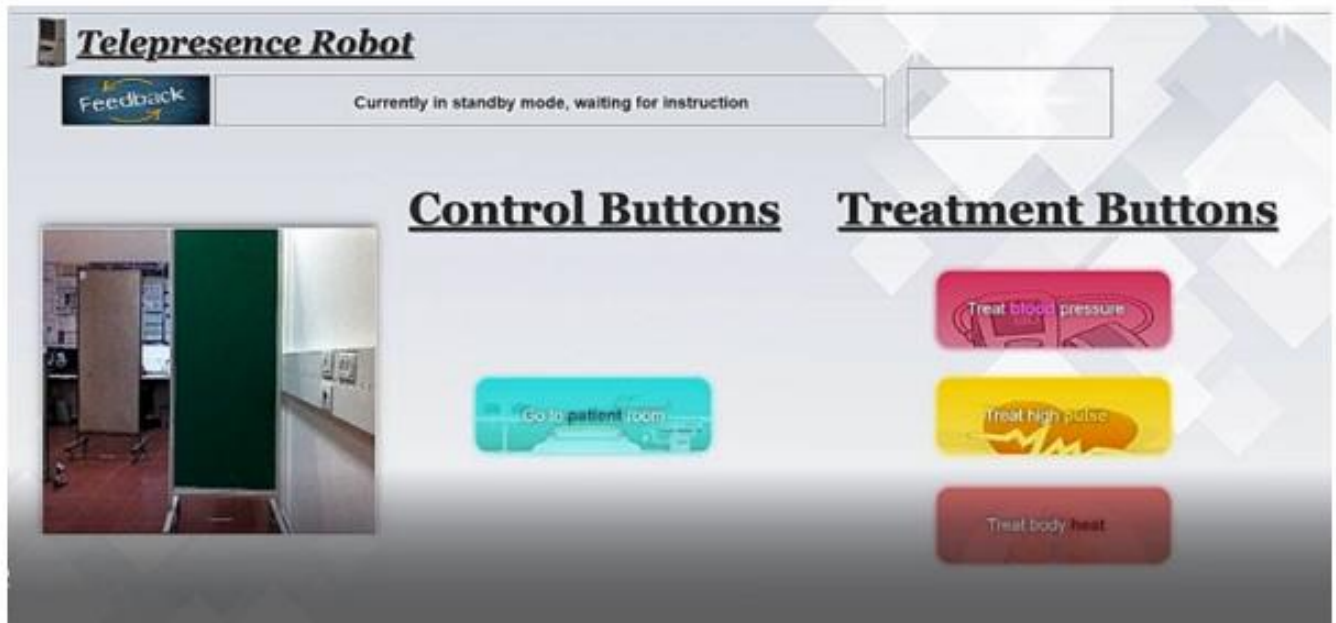 Telepresence Robot
Feedback
Currently in standby mode, waiting for instruction
Control Buttons
Treatment Buttons
Treat blood pressure
Go to patient room
Treat high pulse
Treat body heat